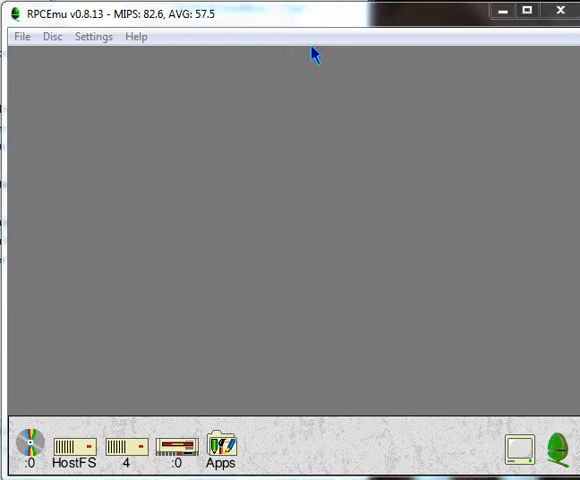 RPCEmu v0.8.13 - MIPS: 82.6, AVG: 57.5
File Disc Settings Help
:0 HostFS 4 :0 Apps